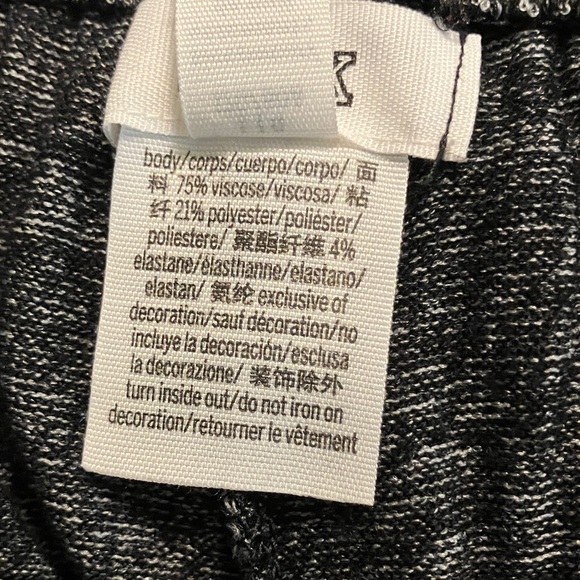 K
body/corps/cuerpo/corpo/ 面
料 75% viscose/viscosa/ 粘
纤 21% polyester/poliéster/
poliestere/ 聚酯纤维 4%
elastane/élasthanne/elastano/
elastan/ 氨纶 exclusive of
decoration/sauf décoration/no
incluye la decoración/esclusa
la decorazione/ 装饰除外
turn inside out/do not iron on
decoration/retourner le vêtement